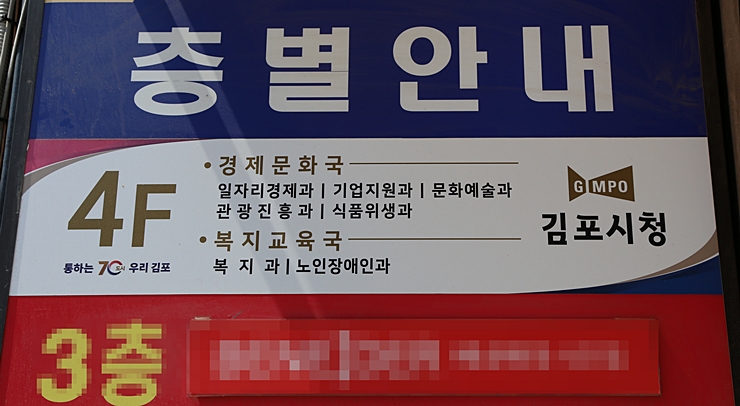 층별안내
4F
통하는 70 도시 우리 김포
• 경제문화국
일자리경제과 | 기업지원과 | 문화예술과
관광진흥과 | 식품위생과
• 복지교육국
복 지 과 | 노인장애인과
GIMPO
김포시청
3층